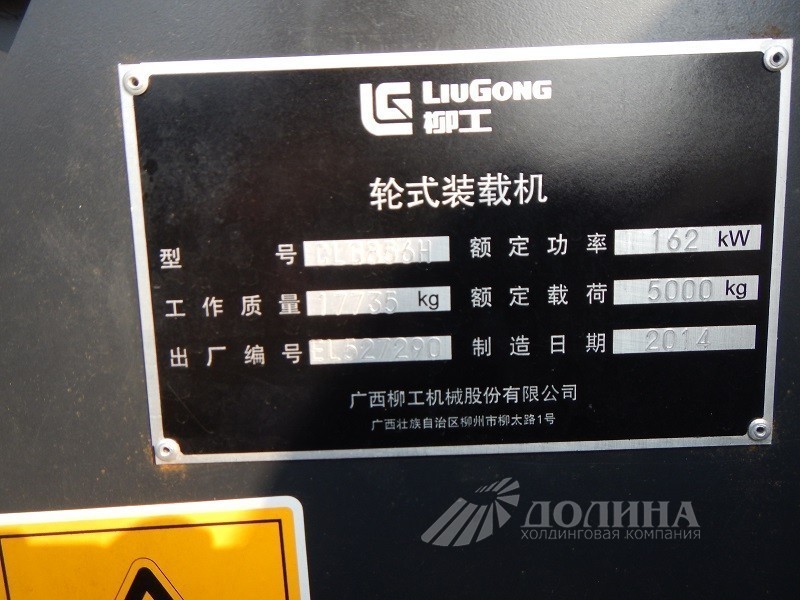 LIUGONG
柳工
轮式装载机
型号 CLG856H 额定功率 162 kW
工作质量 17735 kg 额定载荷 5000 kg
出厂编号 EL527290 制造日期 2014
广西柳工机械股份有限公司
广西壮族自治区柳州市柳太路1号
ДОЛИНА
холдинговая компания